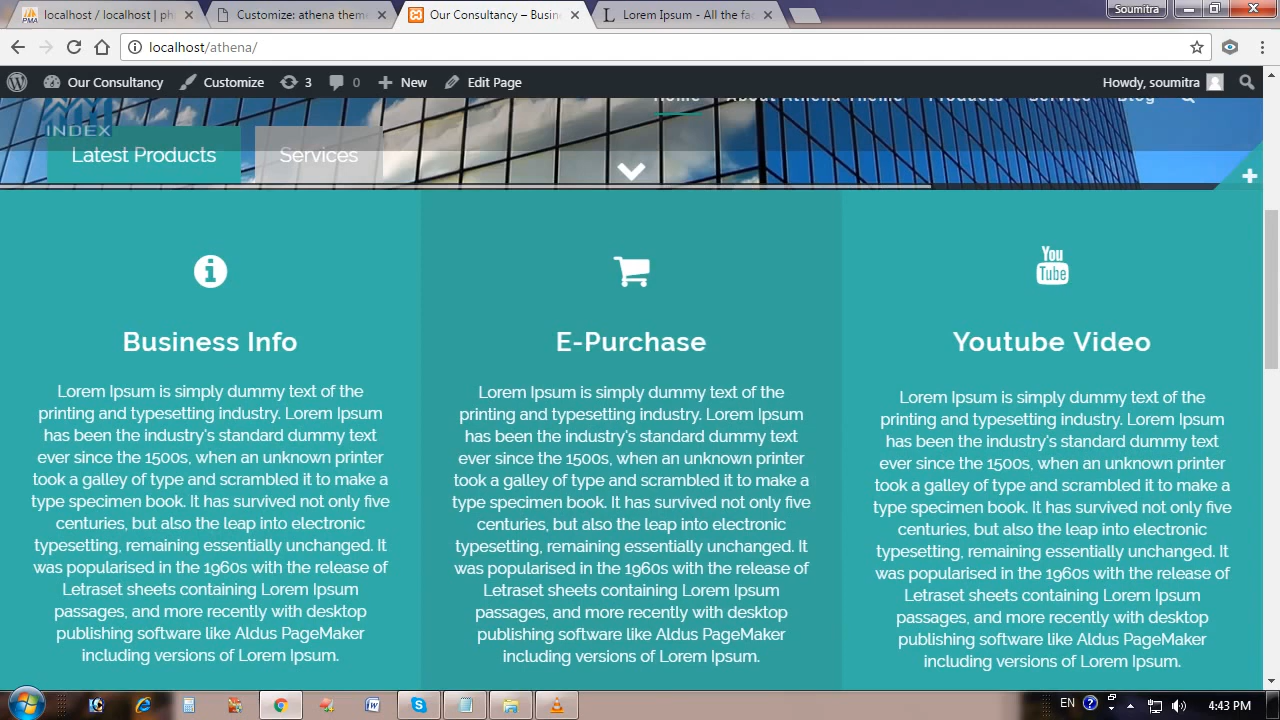 localhost / localhost | ph
Customize: athena them
Our Consultancy – Busin
Lorem Ipsum - All the fac
Soumitra
localhost/athena/
Our Consultancy
Customize
3
0
New
Edit Page
Howdy, soumitra
Home About Athena Theme Products Service Blog
INDEX
Latest Products
Services
You
Tube
Business Info
E-Purchase
Youtube Video
Lorem Ipsum is simply dummy text of the
printing and typesetting industry. Lorem Ipsum
has been the industry's standard dummy text
ever since the 1500s, when an unknown printer
took a galley of type and scrambled it to make a
type specimen book. It has survived not only five
centuries, but also the leap into electronic
typesetting, remaining essentially unchanged. It
was popularised in the 1960s with the release of
Letraset sheets containing Lorem Ipsum
passages, and more recently with desktop
publishing software like Aldus PageMaker
including versions of Lorem Ipsum.
Lorem Ipsum is simply dummy text of the
printing and typesetting industry. Lorem Ipsum
has been the industry's standard dummy text
ever since the 1500s, when an unknown printer
took a galley of type and scrambled it to make a
type specimen book. It has survived not only five
centuries, but also the leap into electronic
typesetting, remaining essentially unchanged. It
was popularised in the 1960s with the release of
Letraset sheets containing Lorem Ipsum
passages, and more recently with desktop
publishing software like Aldus PageMaker
including versions of Lorem Ipsum.
Lorem Ipsum is simply dummy text of the
printing and typesetting industry. Lorem Ipsum
has been the industry's standard dummy text
ever since the 1500s, when an unknown printer
took a galley of type and scrambled it to make a
type specimen book. It has survived not only five
centuries, but also the leap into electronic
typesetting, remaining essentially unchanged. It
was popularised in the 1960s with the release of
Letraset sheets containing Lorem Ipsum
passages, and more recently with desktop
publishing software like Aldus PageMaker
including versions of Lorem Ipsum.
EN
4:43 PM